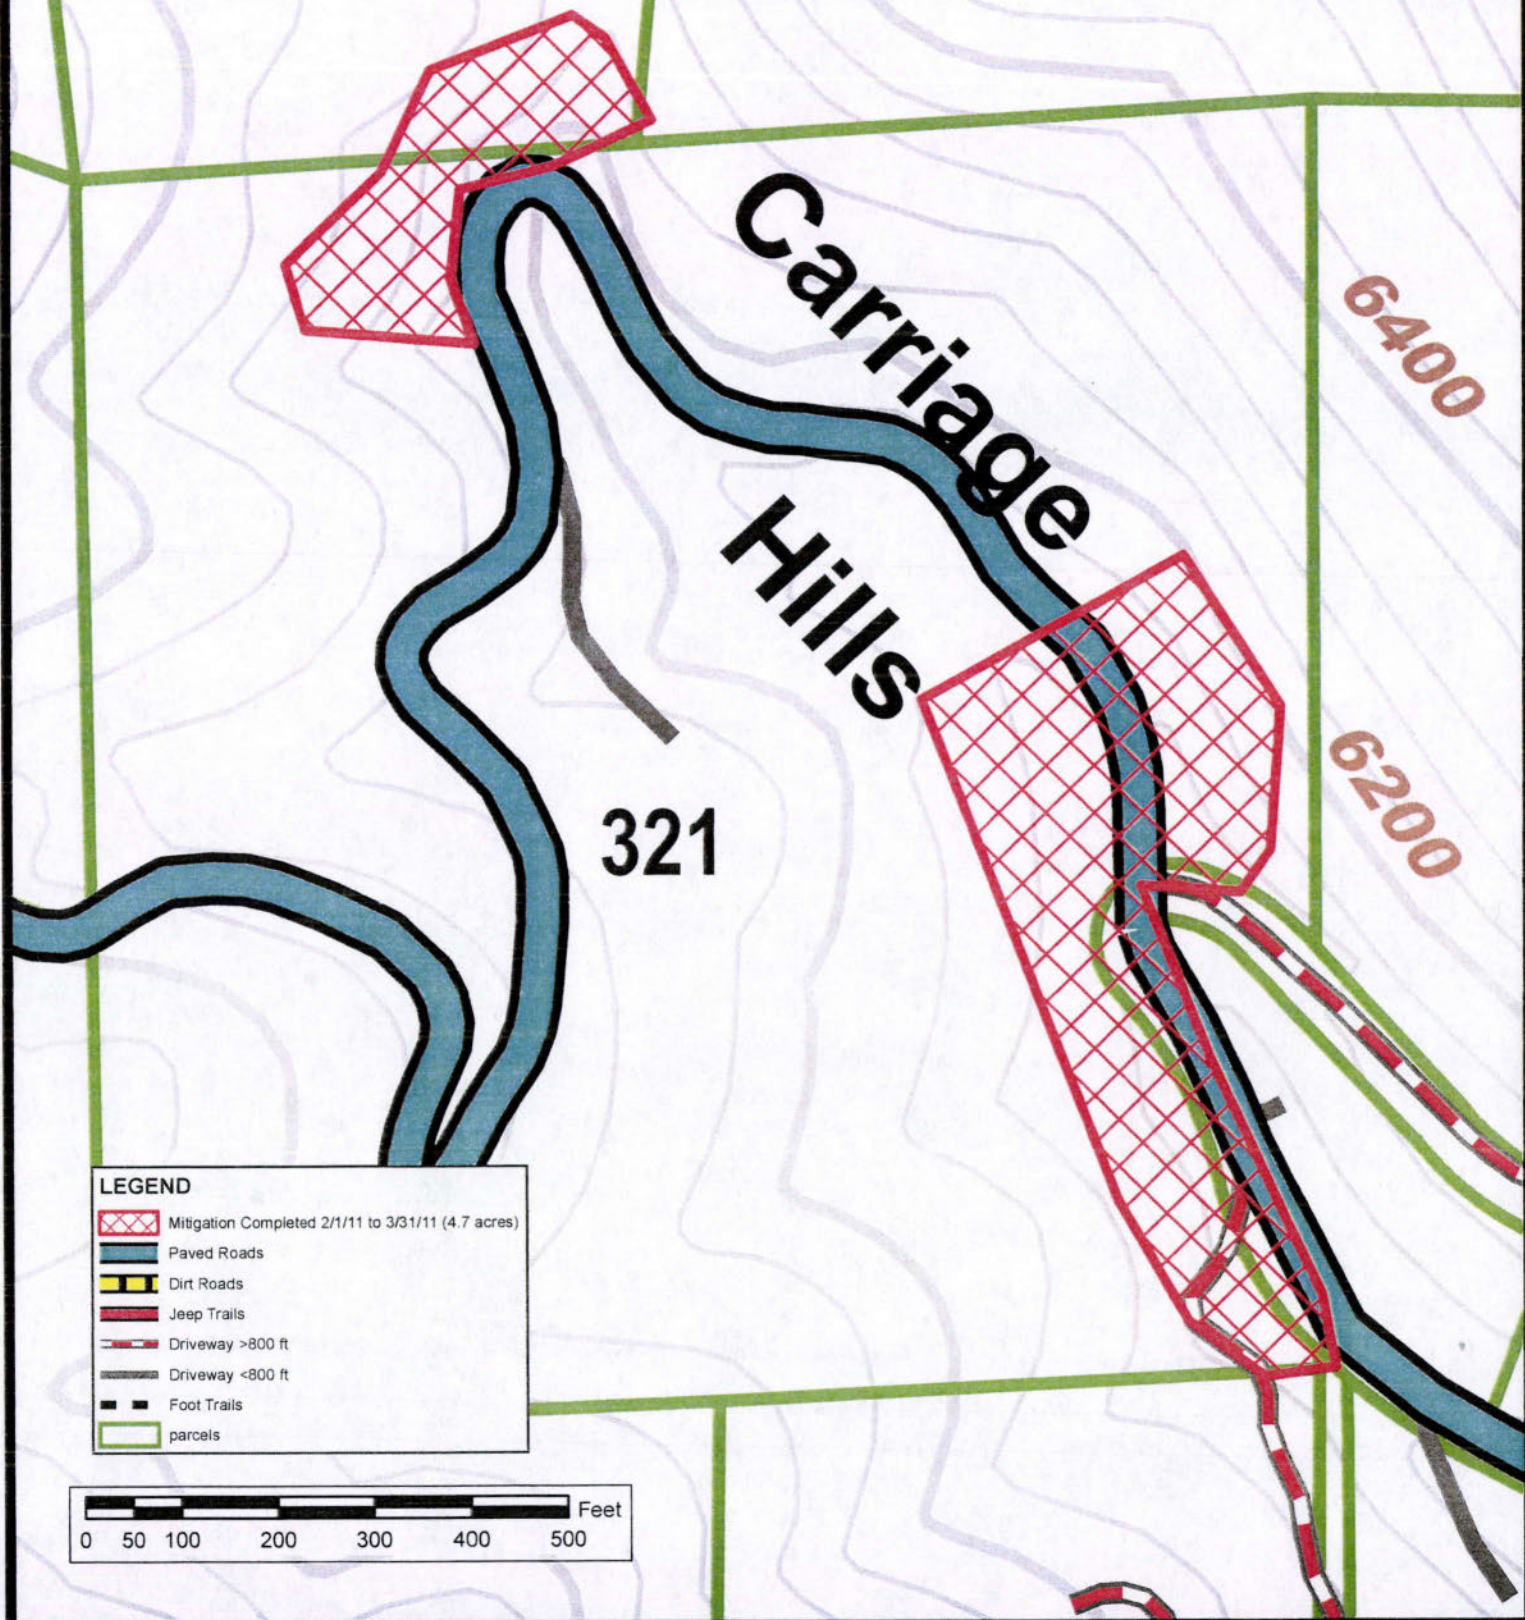 Carriage
Hills
6400
6200
321
LEGEND
Mitigation Completed 2/1/11 to 3/31/11 (4.7 acres)
Paved Roads
Dirt Roads
Jeep Trails
Driveway >800 ft
Driveway <800 ft
Foot Trails
parcels
Feet
0 50 100 200 300 400 500